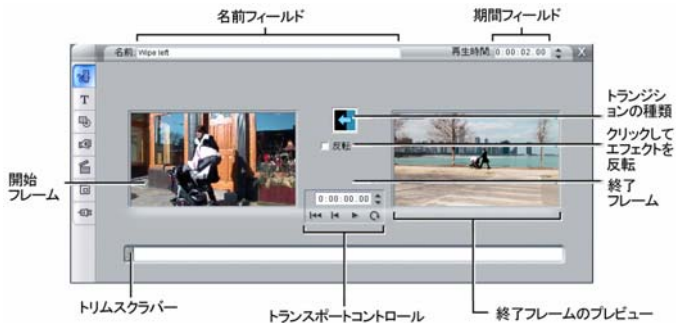 名前フィールド
期間フィールド
名前: Wipe left
再生時間: 0:00:02.00
X
T
トランジシ
ョンの種類
反転
クリックして
エフェクトを
反転
開始
フレーム
終了
フレーム
0:00:00.00
トリムスクラバー
トランスポートコントロール
終了フレームのプレビュー